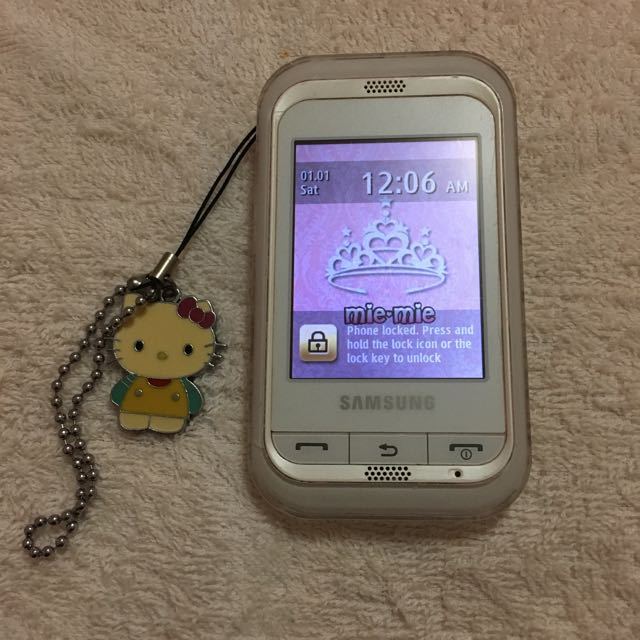 01.01
Sat
12:06 AM
mie•mie
Phone locked. Press and
hold the lock icon or the
lock key to unlock
SAMSUNG